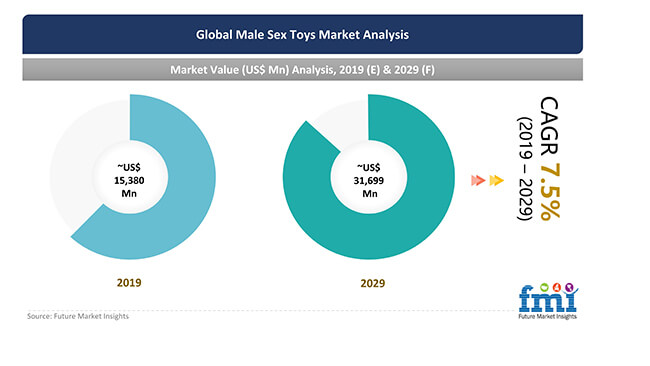 Global Male Sex Toys Market Analysis
Market Value (US$ Mn) Analysis, 2019 (E) & 2029 (F)
~US$
15,380
Mn
2019
~US$
31,699
Mn
2029
CAGR 7.5%
(2019 – 2029)
Source: Future Market Insights
fmi
Future Market Insights